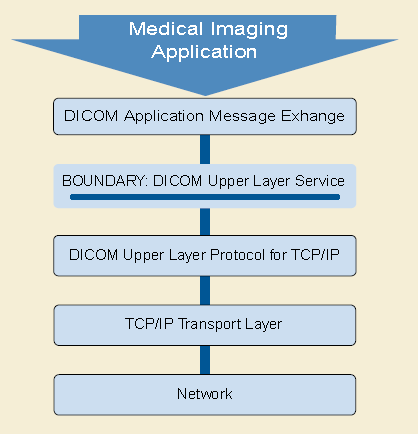 Medical Imaging
Application
DICOM Application Message Exhange
BOUNDARY: DICOM Upper Layer Service
DICOM Upper Layer Protocol for TCP/IP
TCP/IP Transport Layer
Network